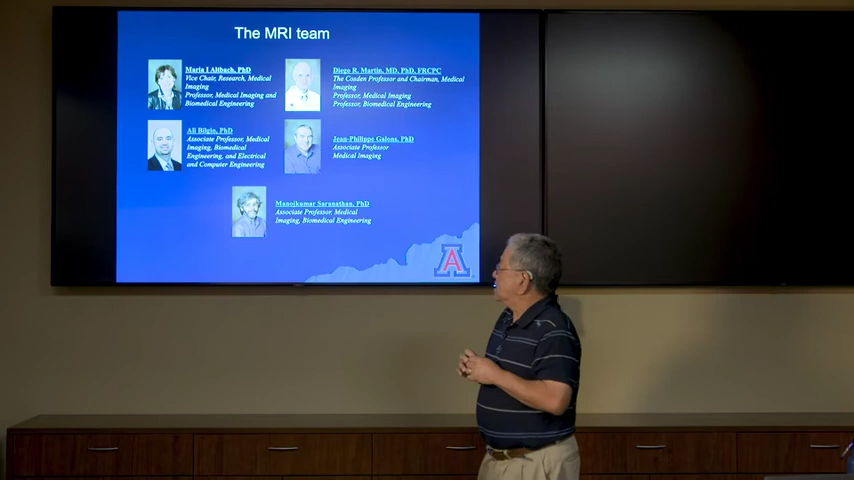 The MRI team
Maria I Altbach, PhD
Vice Chair, Research, Medical
Imaging
Professor, Medical Imaging and
Biomedical Engineering
Diego R. Martin, MD, PhD, FRCPC
The Cosden Professor and Chairman, Medical
Imaging
Professor, Medical Imaging
Professor, Biomedical Engineering
Ali Bilgin, PhD
Associate Professor, Medical
Imaging, Biomedical
Engineering, and Electrical
and Computer Engineering
Jean-Philippe Galons, PhD
Associate Professor
Medical Imaging
Manojkumar Saranathan, PhD
Associate Professor, Medical
Imaging, Biomedical Engineering
A